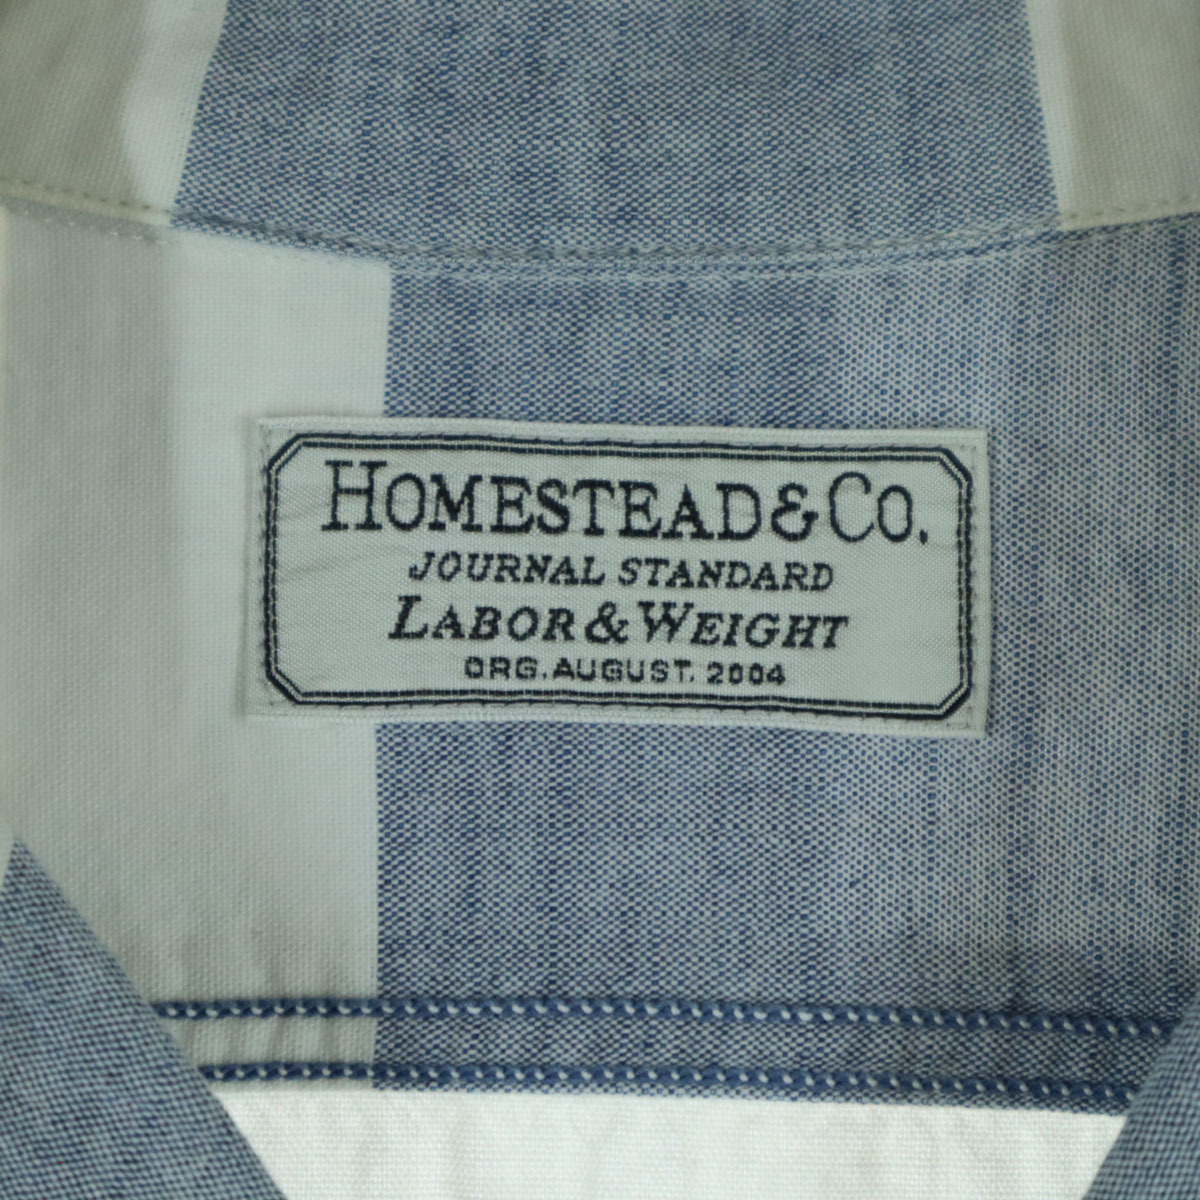 HOMESTEAD & CO.
JOURNAL STANDARD
LABOR & WEIGHT
ORG. AUGUST. 2004